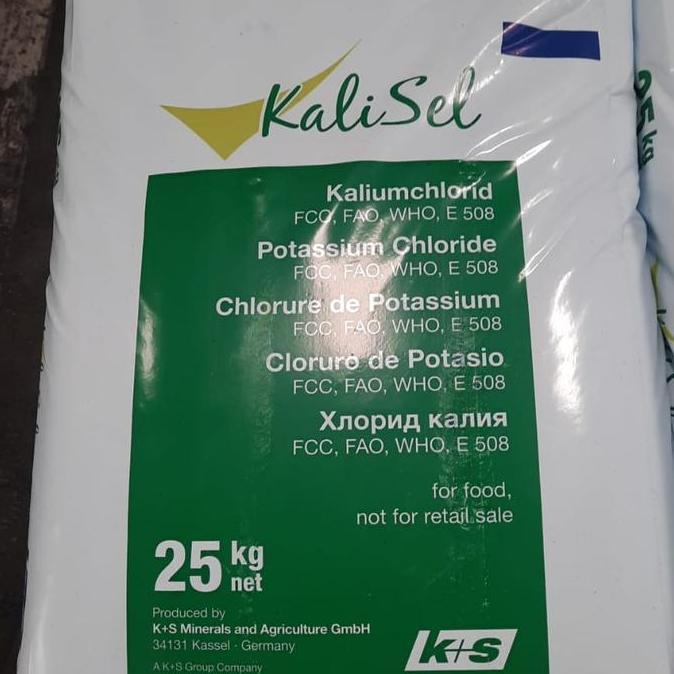 KaliSel
Kaliumchlorid
FCC, FAO, WHO, E 508
Potassium Chloride
FCC, FAO, WHO, E 508
Chlorure de Potassium
FCC, FAO, WHO, E 508
Cloruro de Potasio
FCC, FAO, WHO, E 508
Хлорид калия
FCC, FAO, WHO, E 508
for food,
not for retail sale
25 kg
net
Produced by
K+S Minerals and Agriculture GmbH
34131 Kassel · Germany
A K+S Group Company
K+S
25 kg